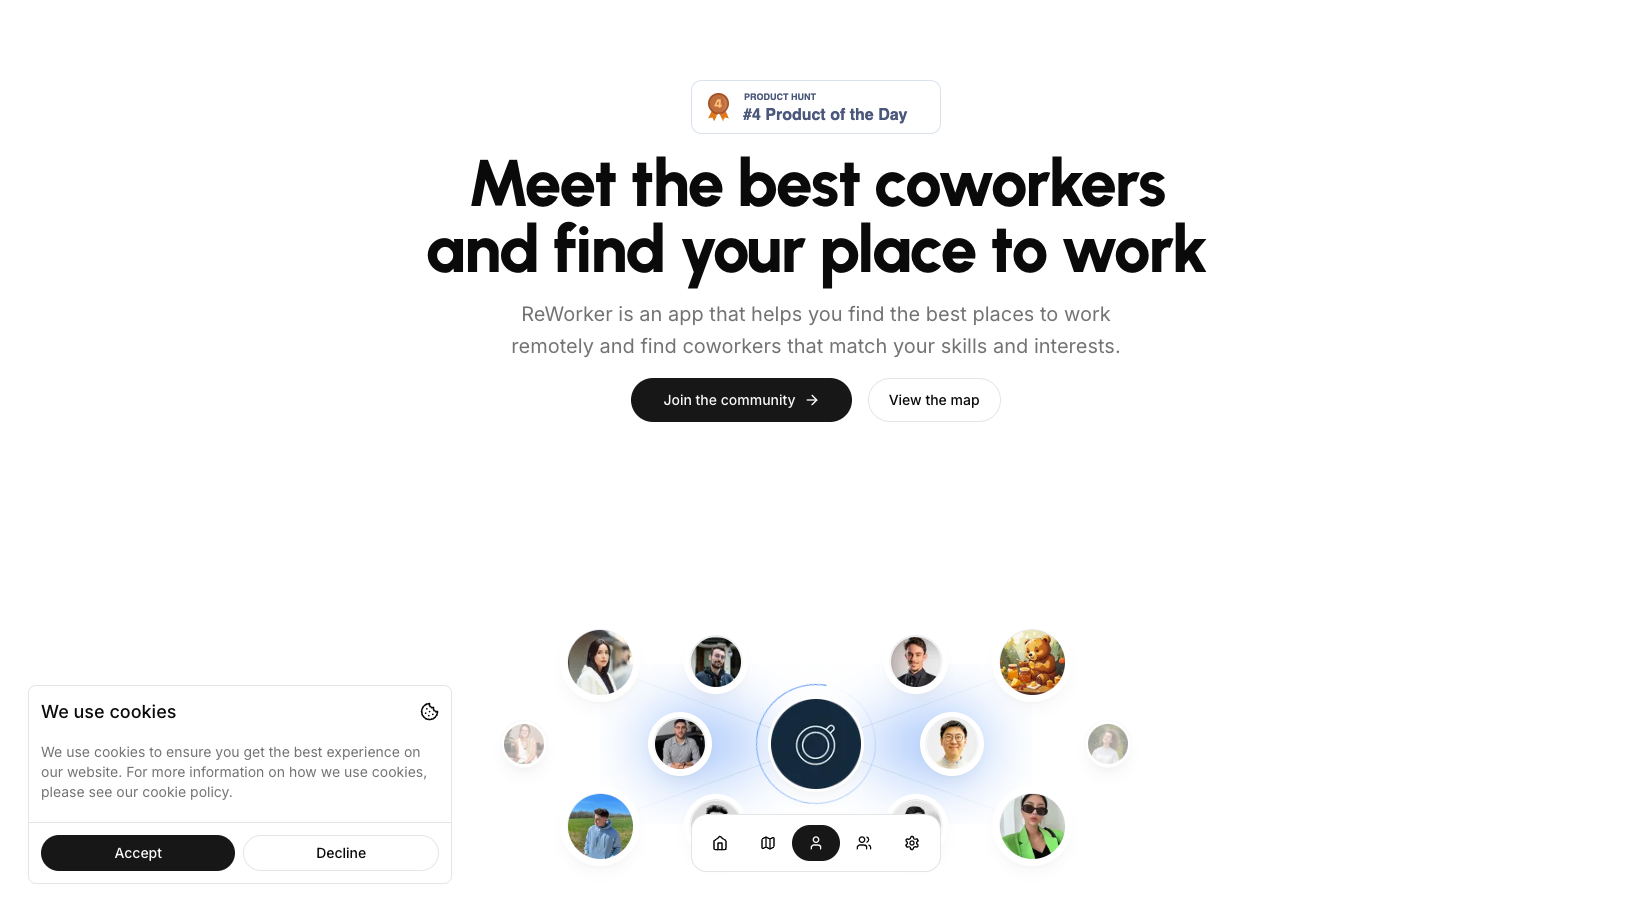 4
PRODUCT HUNT
#4 Product of the Day
Meet the best coworkers
and find your place to work
ReWorker is an app that helps you find the best places to work
remotely and find coworkers that match your skills and interests.
Join the community
View the map
We use cookies
We use cookies to ensure you get the best experience on
our website. For more information on how we use cookies,
please see our cookie policy.
Accept
Decline